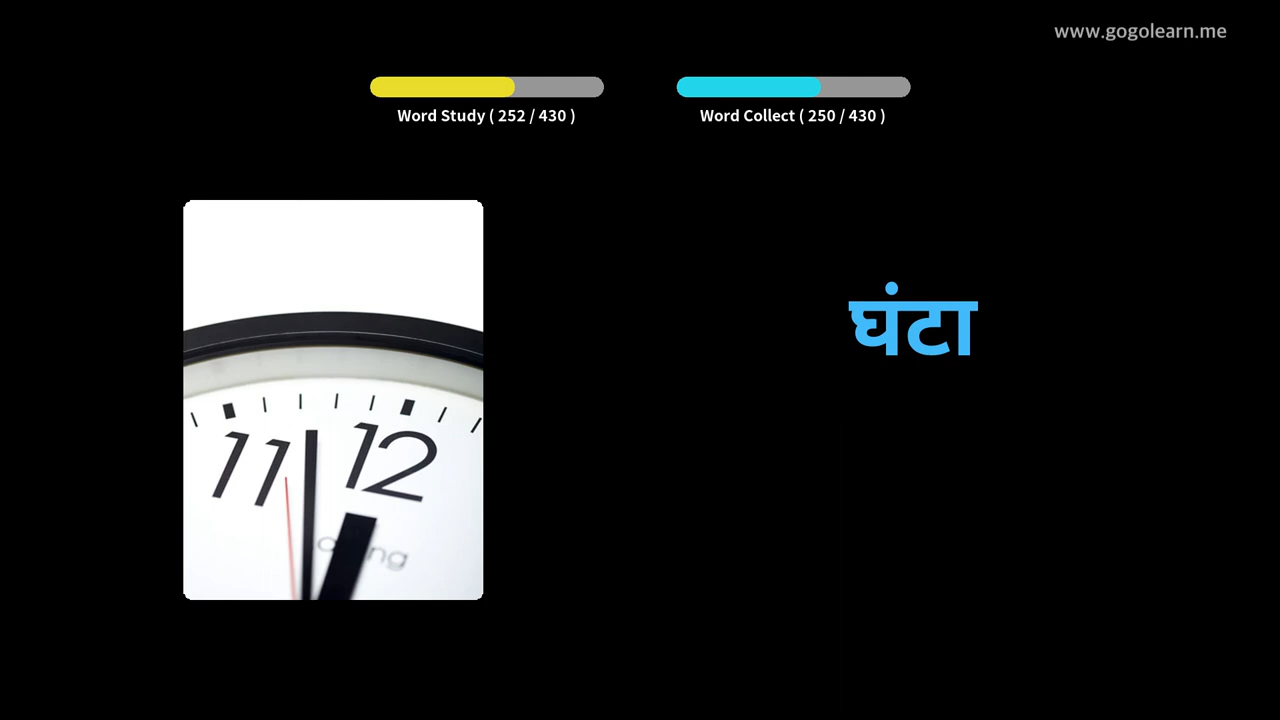 www.gogolearn.me
Word Study ( 252 / 430 )
Word Collect ( 250 / 430 )
घंटा
11 12